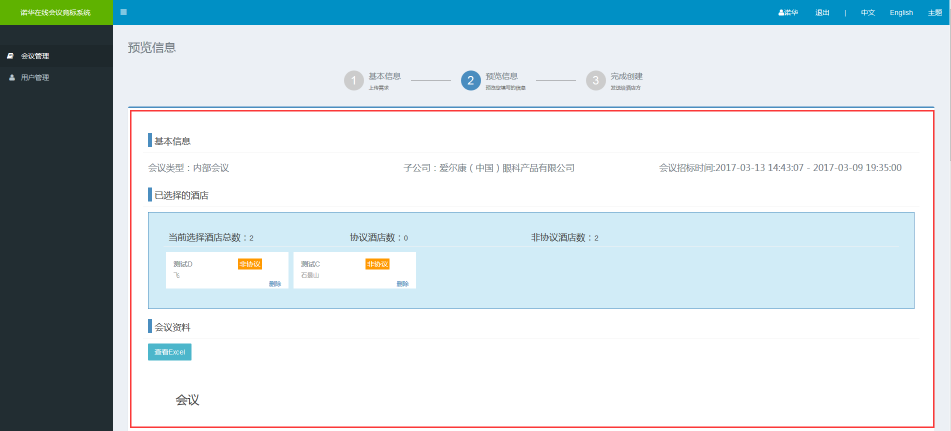 诺华在线会议竞标系统
诺华 退出 | 中文 English 主题
会议管理
用户管理
预览信息
1 基本信息
上传需求
2 预览信息
预览您填写的信息
3 完成创建
发送给酒店方
基本信息
会议类型：内部会议 子公司：爱尔康（中国）眼科产品有限公司 会议招标时间:2017-03-13 14:43:07 - 2017-03-09 19:35:00
已选择的酒店
当前选择酒店总数：2 协议酒店数：0 非协议酒店数：2
测试D 非协议
飞
删除
测试C 非协议
石景山
删除
会议资料
查看Excel
会议